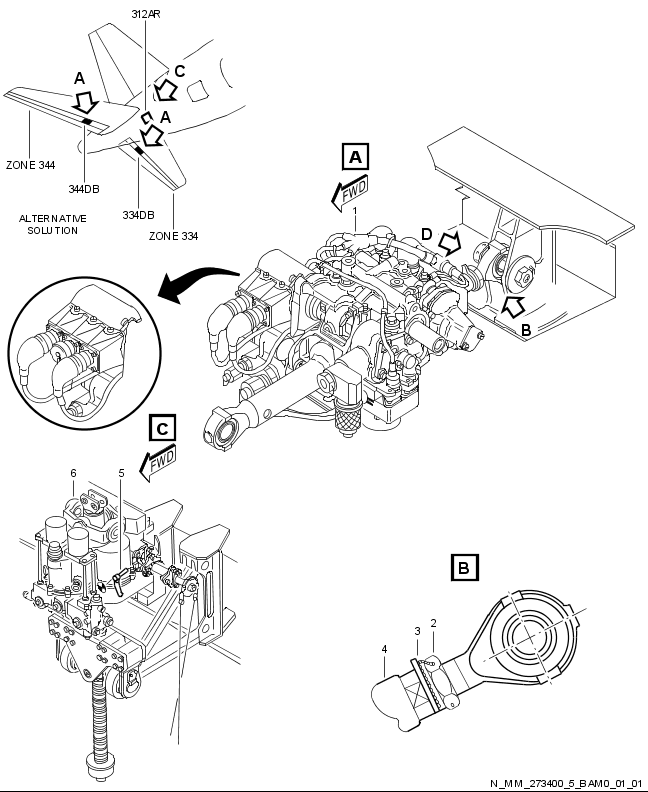 312AR
C
A
A
ZONE 344
344DB
334DB
ALTERNATIVE
SOLUTION
ZONE 334
A
FWD
1
D
B
C
FWD
6
5
B
2
3
4
N_MM_273400_5_BAM0_01_01